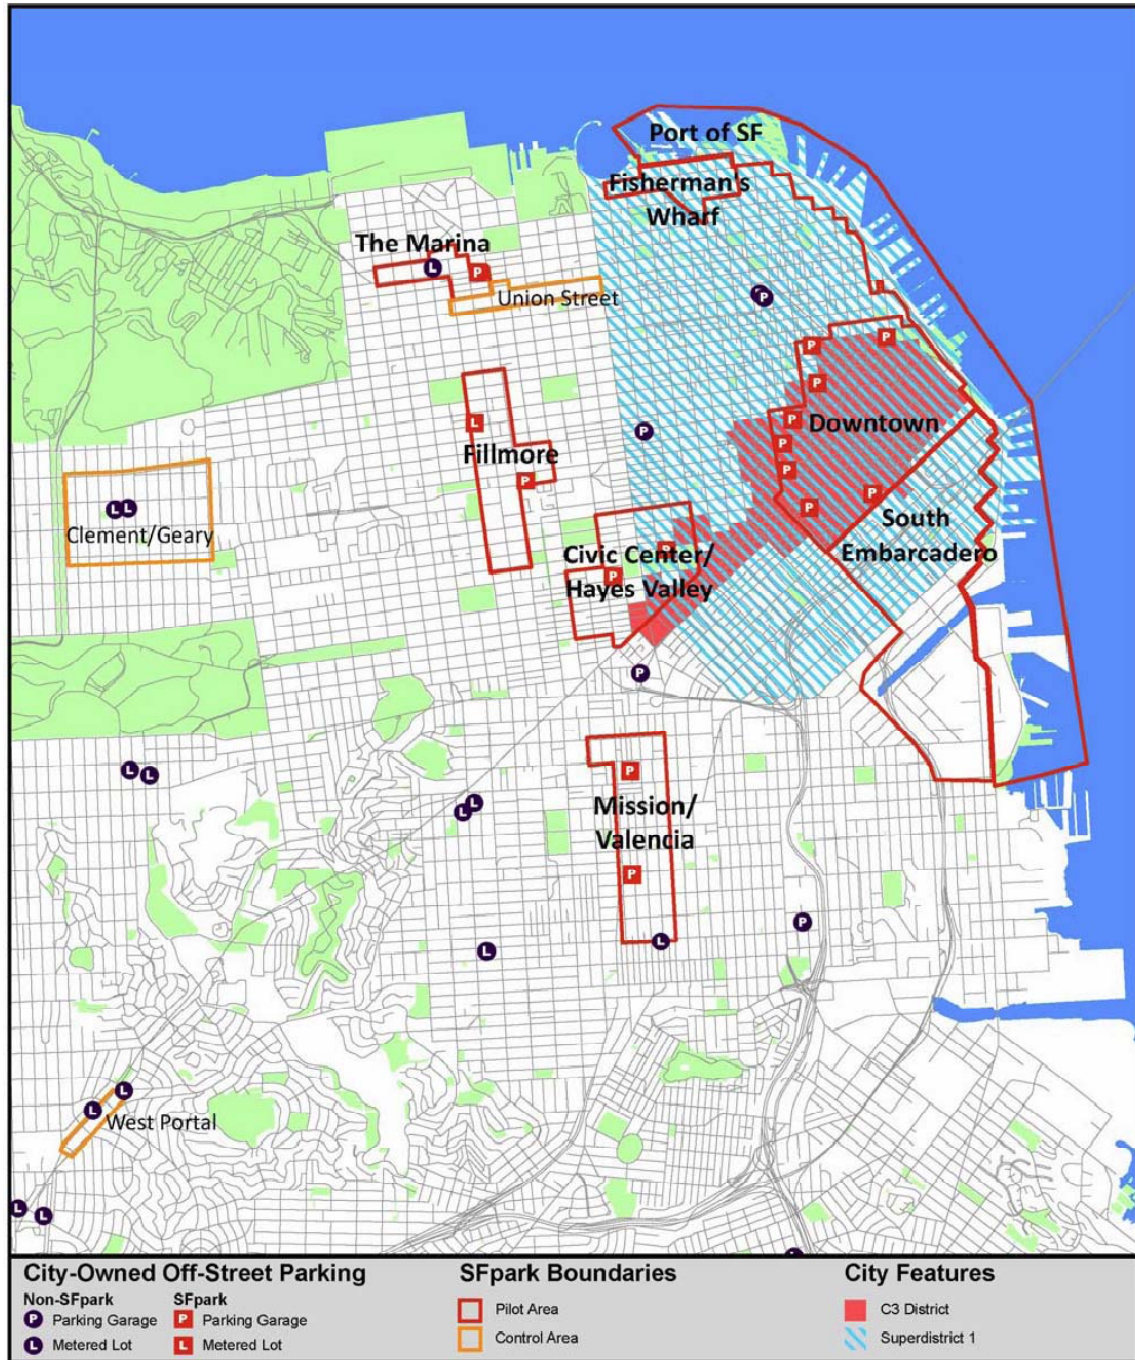 Port of SF
Fisherman's
Wharf
The Marina
L
P
Union Street
P
P
P
P
L
P
Downtown
P
Fillmore
P
P
P
L L
P
P
South
Embarcadero
Clement/Geary
Civic Center/
P
Hayes Valley
P
L
L
P
Mission/
Valencia
L
L
P
P
L
L
L
L
West Portal
L
L
City-Owned Off-Street Parking
Non-SFpark
P Parking Garage
L Metered Lot
SFpark
P Parking Garage
L Metered Lot
SFpark Boundaries
Pilot Area
Control Area
City Features
C3 District
Superdistrict 1